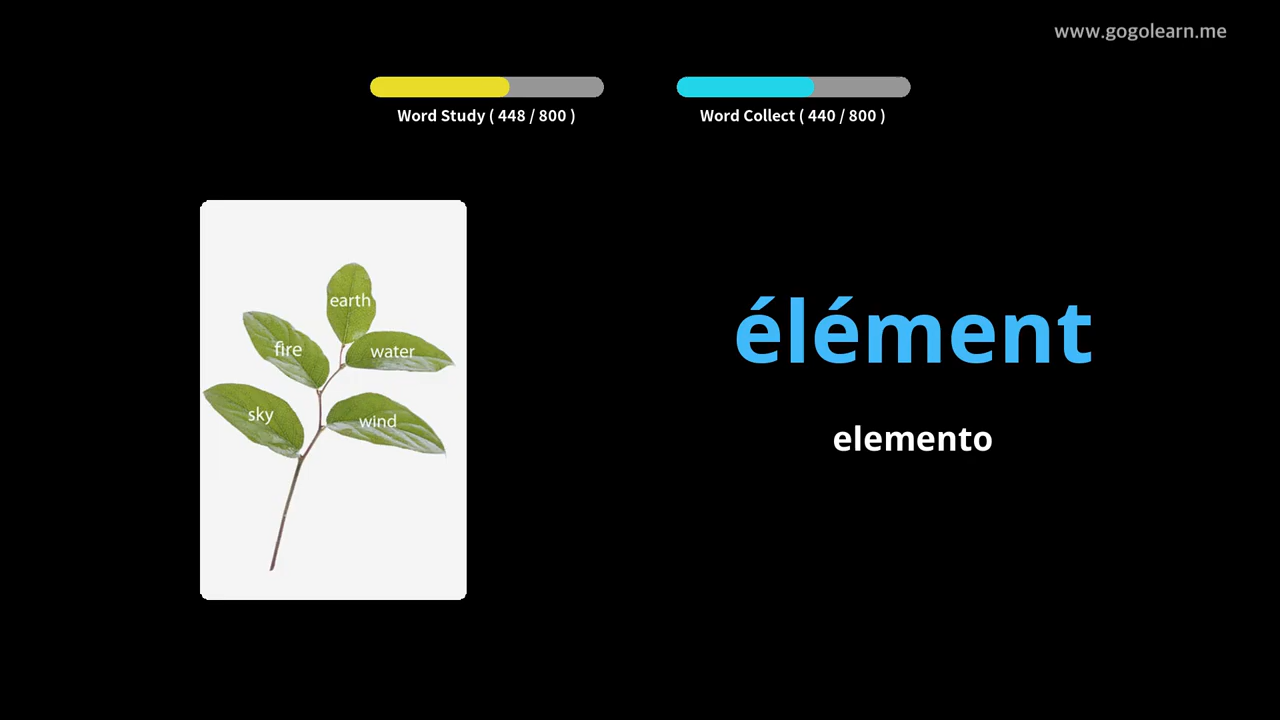 www.gogolearn.me
Word Study ( 448 / 800 )
Word Collect ( 440 / 800 )
earth
fire
water
sky
wind
élément
elemento